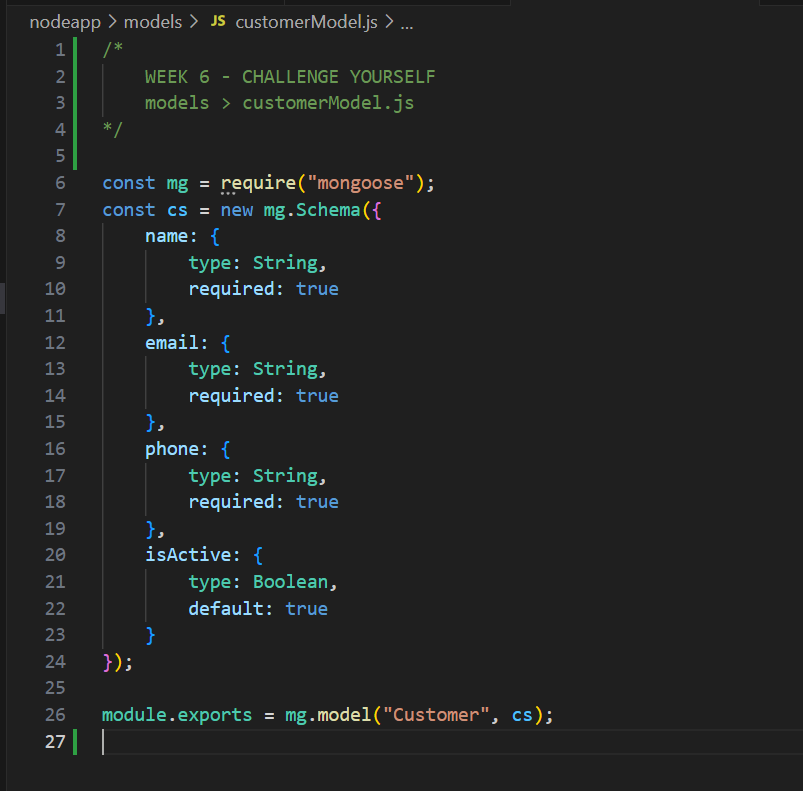 nodeapp > models > JS customerModel.js > ...
1 /*
2     WEEK 6 - CHALLENGE YOURSELF
3     models > customerModel.js
4 */
5
6 const mg = require("mongoose");
7 const cs = new mg.Schema({
8     name: {
9         type: String,
10         required: true
11     },
12     email: {
13         type: String,
14         required: true
15     },
16     phone: {
17         type: String,
18         required: true
19     },
20     isActive: {
21         type: Boolean,
22         default: true
23     }
24 });
25
26 module.exports = mg.model("Customer", cs);
27